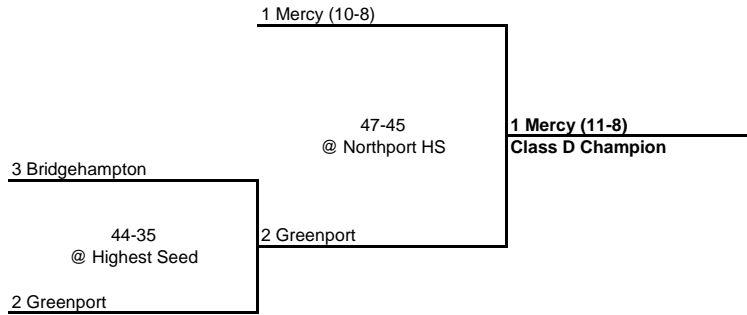 1 Mercy (10-8)
47-45
@ Northport HS
1 Mercy (11-8)
Class D Champion
3 Bridgehampton
44-35
@ Highest Seed
2 Greenport
2 Greenport